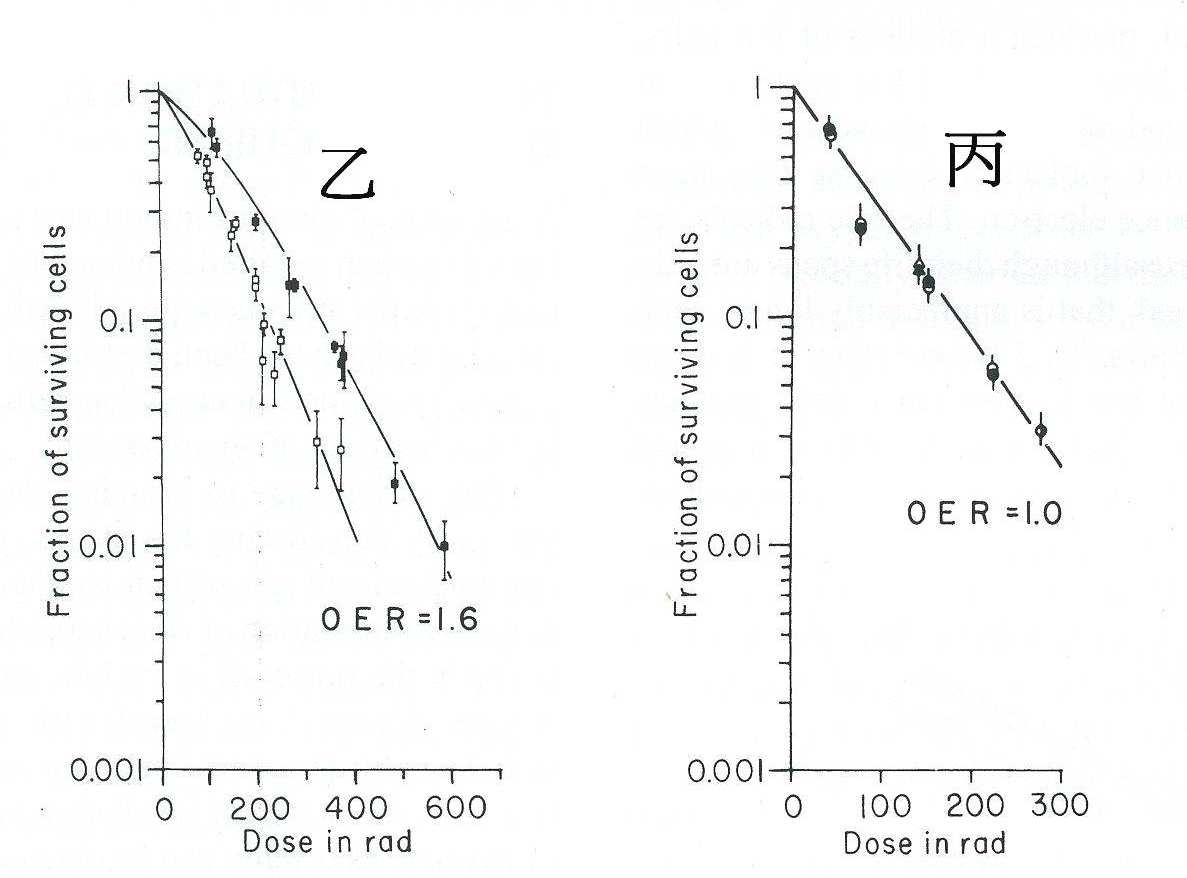 乙
Fraction of surviving cells
1
0.1
0.01
0.001
OER=1.6
0 200 400 600
Dose in rad
丙
Fraction of surviving cells
1
0.1
0.01
0.001
OER=1.0
0 100 200 300
Dose in rad